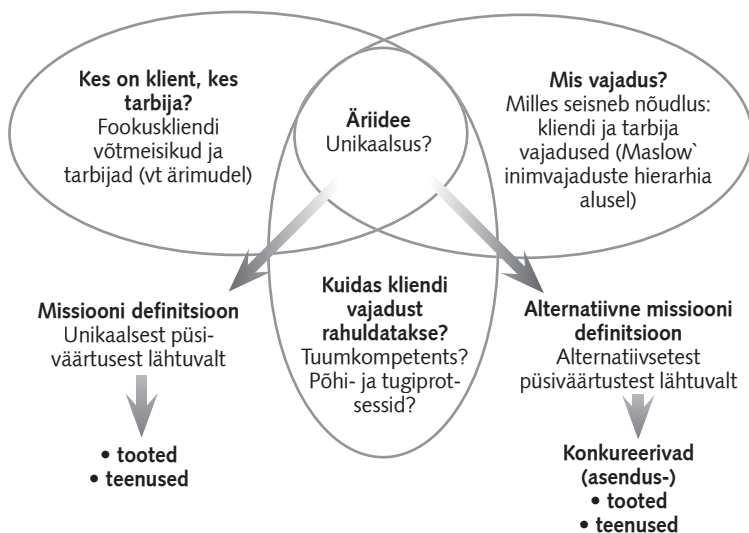 Kes on klient, kes
tarbija?
Fookuskliendi
võtmeisikud ja
tarbijad (vt ärimudel)
Äriidee
Unikaalsus?
Mis vajadus?
Milles seisneb nõudlus:
kliendi ja tarbija
vajadused (Maslow`
inimvajaduste hierarhia
alusel)
Missiooni definitsioon
Unikaalsest püsi-
väärtusest lähtuvalt
• tooted
• teenused
Kuidas kliendi
vajadust
rahuldatakse?
Tuumkompetents?
Põhi- ja tugiprot-
sessid?
Alternatiivne missiooni
definitsioon
Alternatiivsetest
püsiväärtustest lähtuvalt
Konkureerivad
(asendus-)
• tooted
• teenused